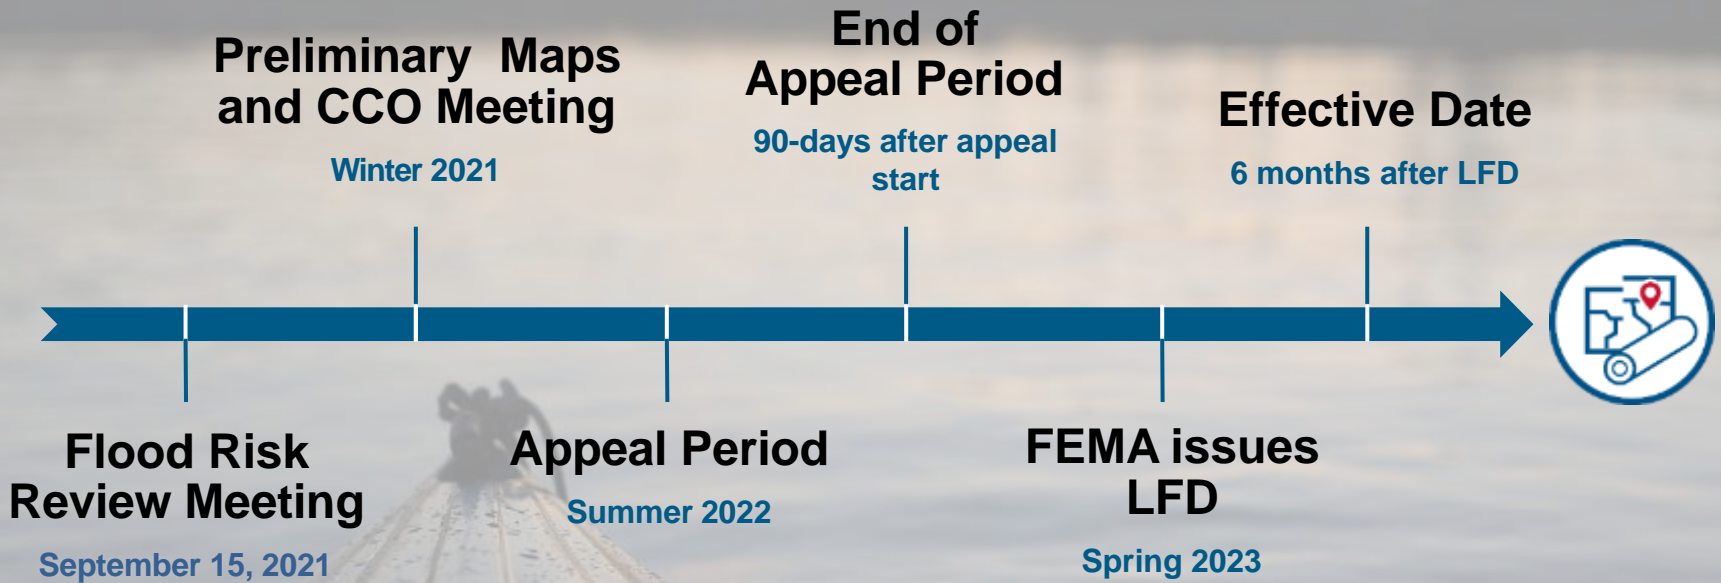 Preliminary Maps
and CCO Meeting
Winter 2021
End of
Appeal Period
90-days after appeal
start
Effective Date
6 months after LFD
Flood Risk
Review Meeting
September 15, 2021
Appeal Period
Summer 2022
FEMA issues
LFD
Spring 2023